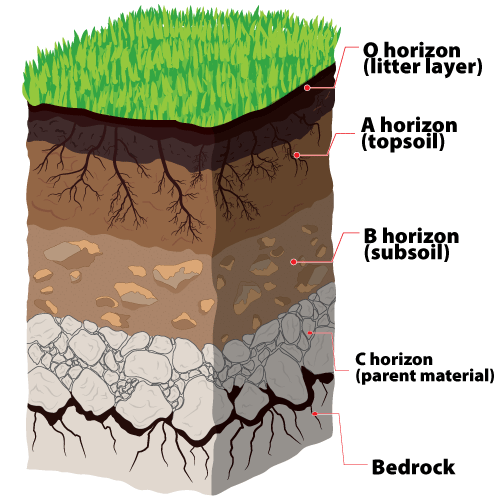 O horizon
(litter layer)
A horizon
(topsoil)
B horizon
(subsoil)
C horizon
(parent material)
Bedrock